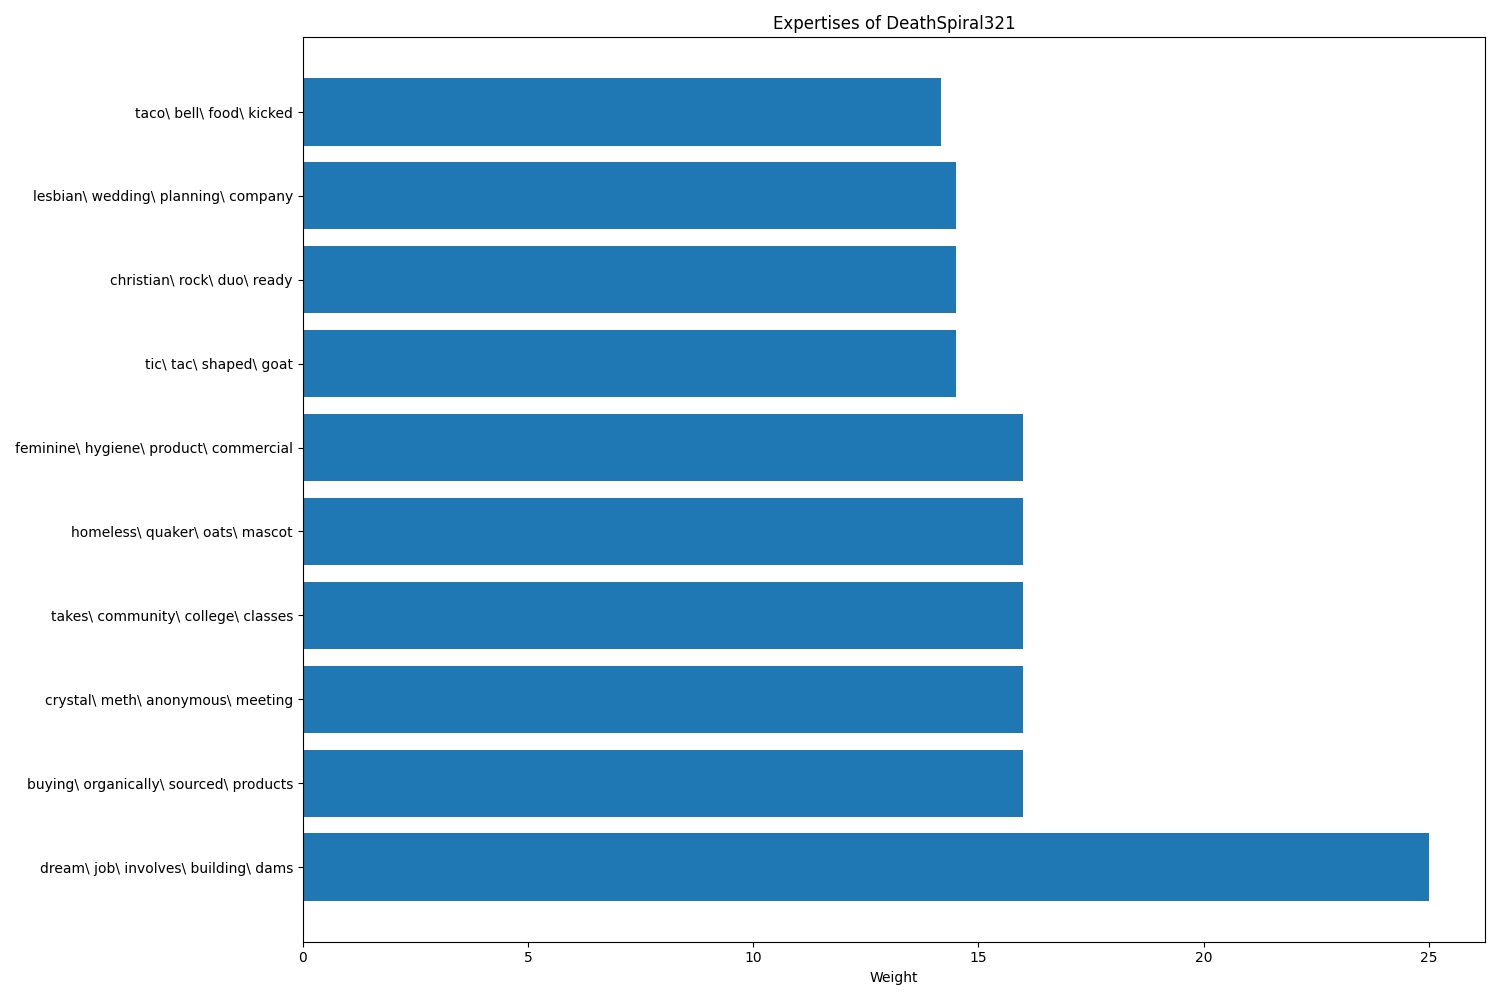 Expertises of DeathSpiral321
taco\ bell\ food\ kicked
lesbian\ wedding\ planning\ company
christian\ rock\ duo\ ready
tic\ tac\ shaped\ goat
feminine\ hygiene\ product\ commercial
homeless\ quaker\ oats\ mascot
takes\ community\ college\ classes
crystal\ meth\ anonymous\ meeting
buying\ organically\ sourced\ products
dream\ job\ involves\ building\ dams
0 5 10 15 20 25
Weight